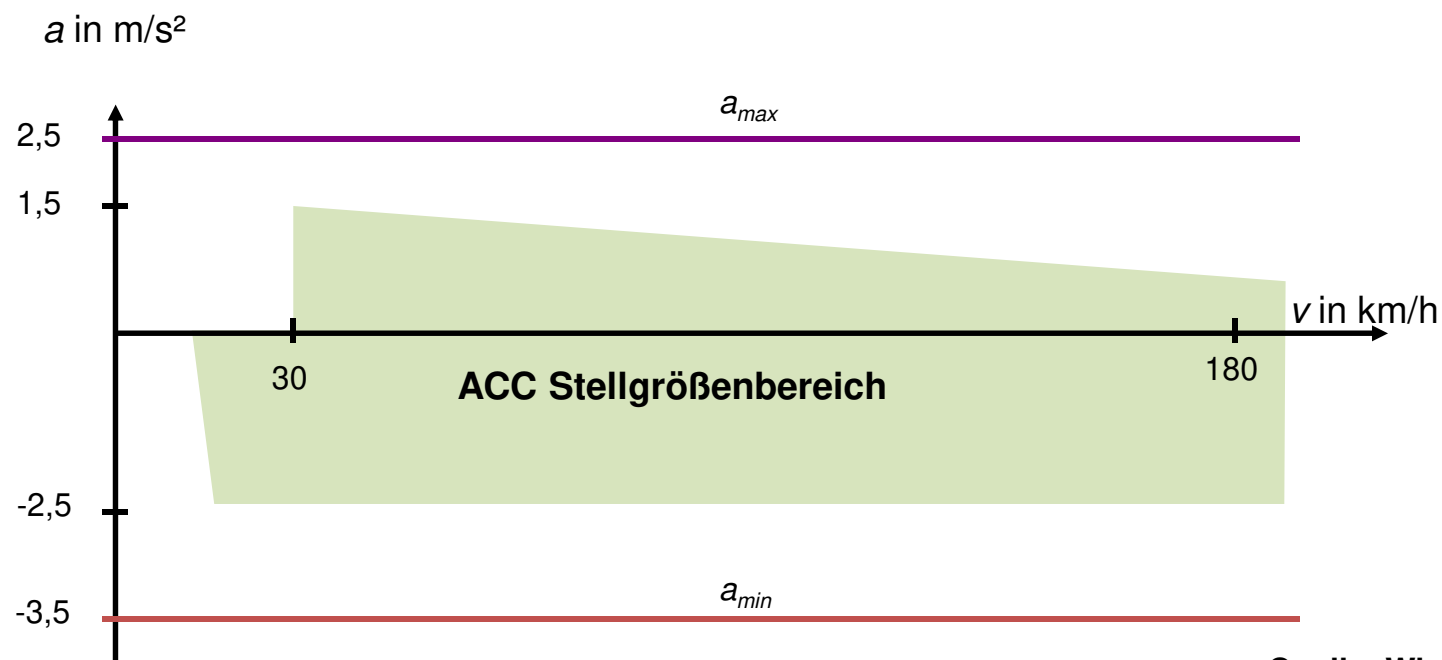 a in m/s²
a_max
2,5
1,5
v in km/h
30
180
ACC Stellgrößenbereich
-2,5
a_min
-3,5